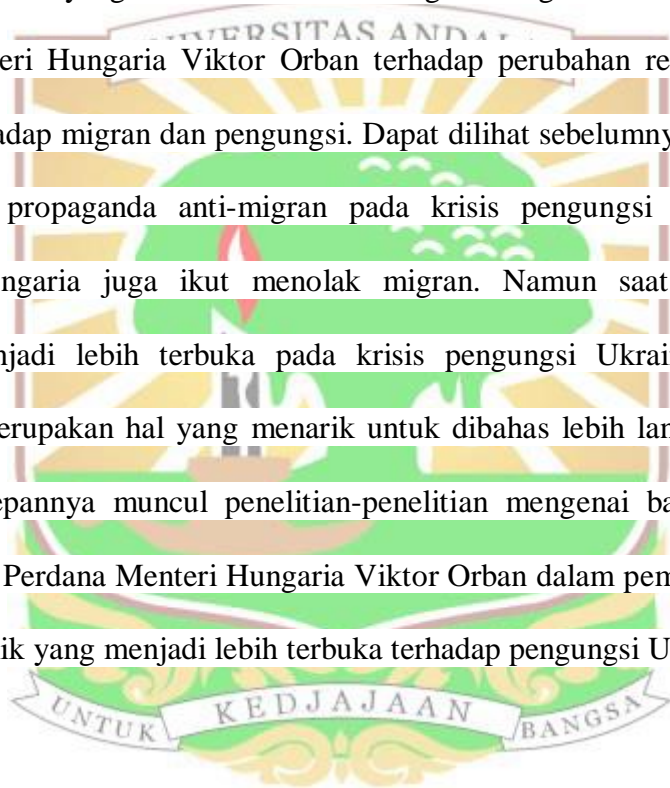 UNIVERSITAS ANDAL
eri Hungaria Viktor Orban terhadap perubahan re
adap migran dan pengungsi. Dapat dilihat sebelumny
propaganda anti-migran pada krisis pengungsi
ngaria juga ikut menolak migran. Namun saat
njadi lebih terbuka pada krisis pengungsi Ukrai
erupakan hal yang menarik untuk dibahas lebih lan
epannya muncul penelitian-penelitian mengenai ba
Perdana Menteri Hungaria Viktor Orban dalam pem
ik yang menjadi lebih terbuka terhadap pengungsi U
UNTUK KEDJAJAAN BANGSA